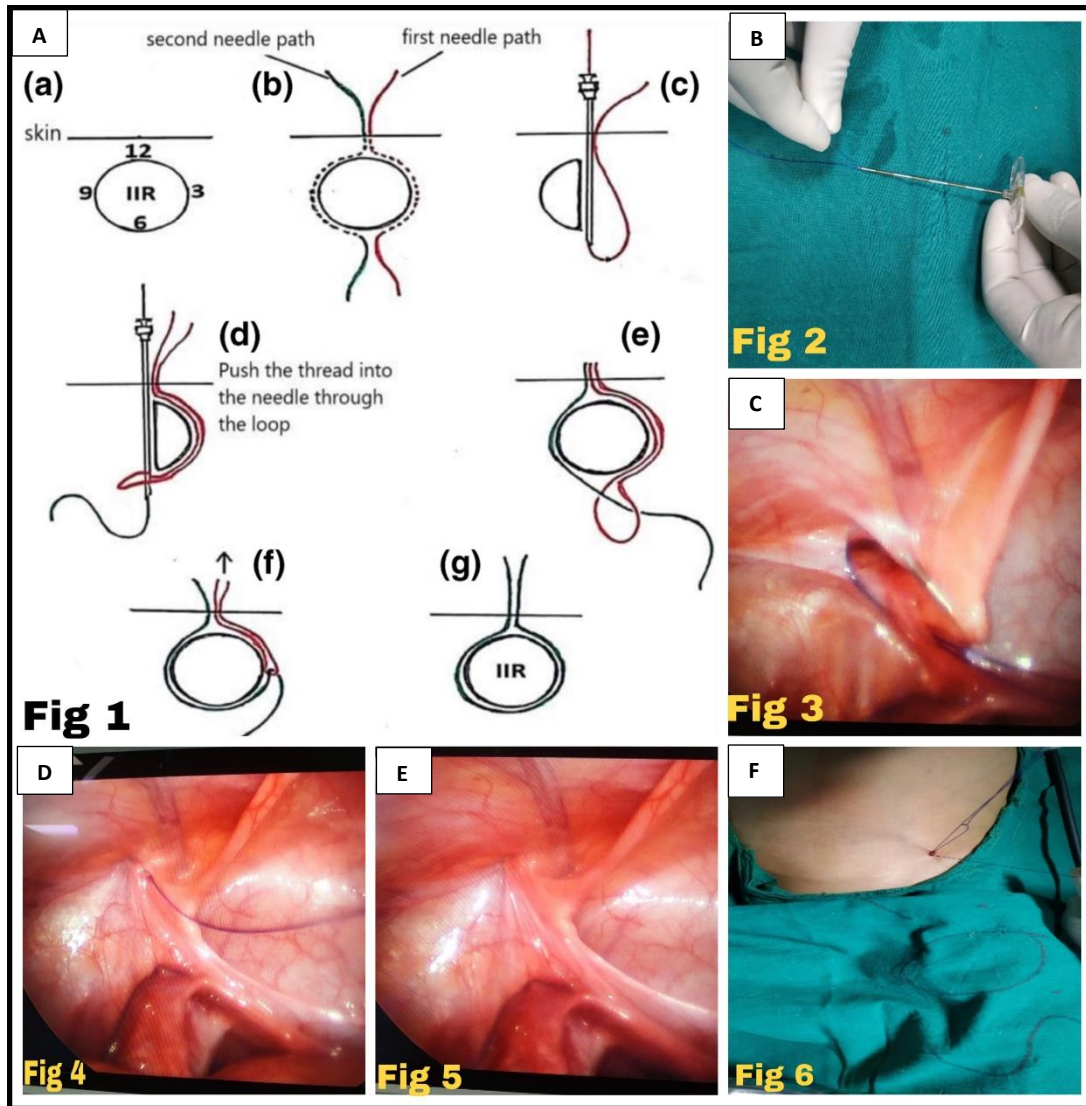 A
second needle path
first needle path
(a)
(b)
(c)
skin
12
9 IIR 3
6
(d)
Push the thread into
the needle through
the loop
(e)
(f)
(g)
IIR
Fig 1
B
Fig 2
C
Fig 3
D
Fig 4
E
Fig 5
F
Fig 6